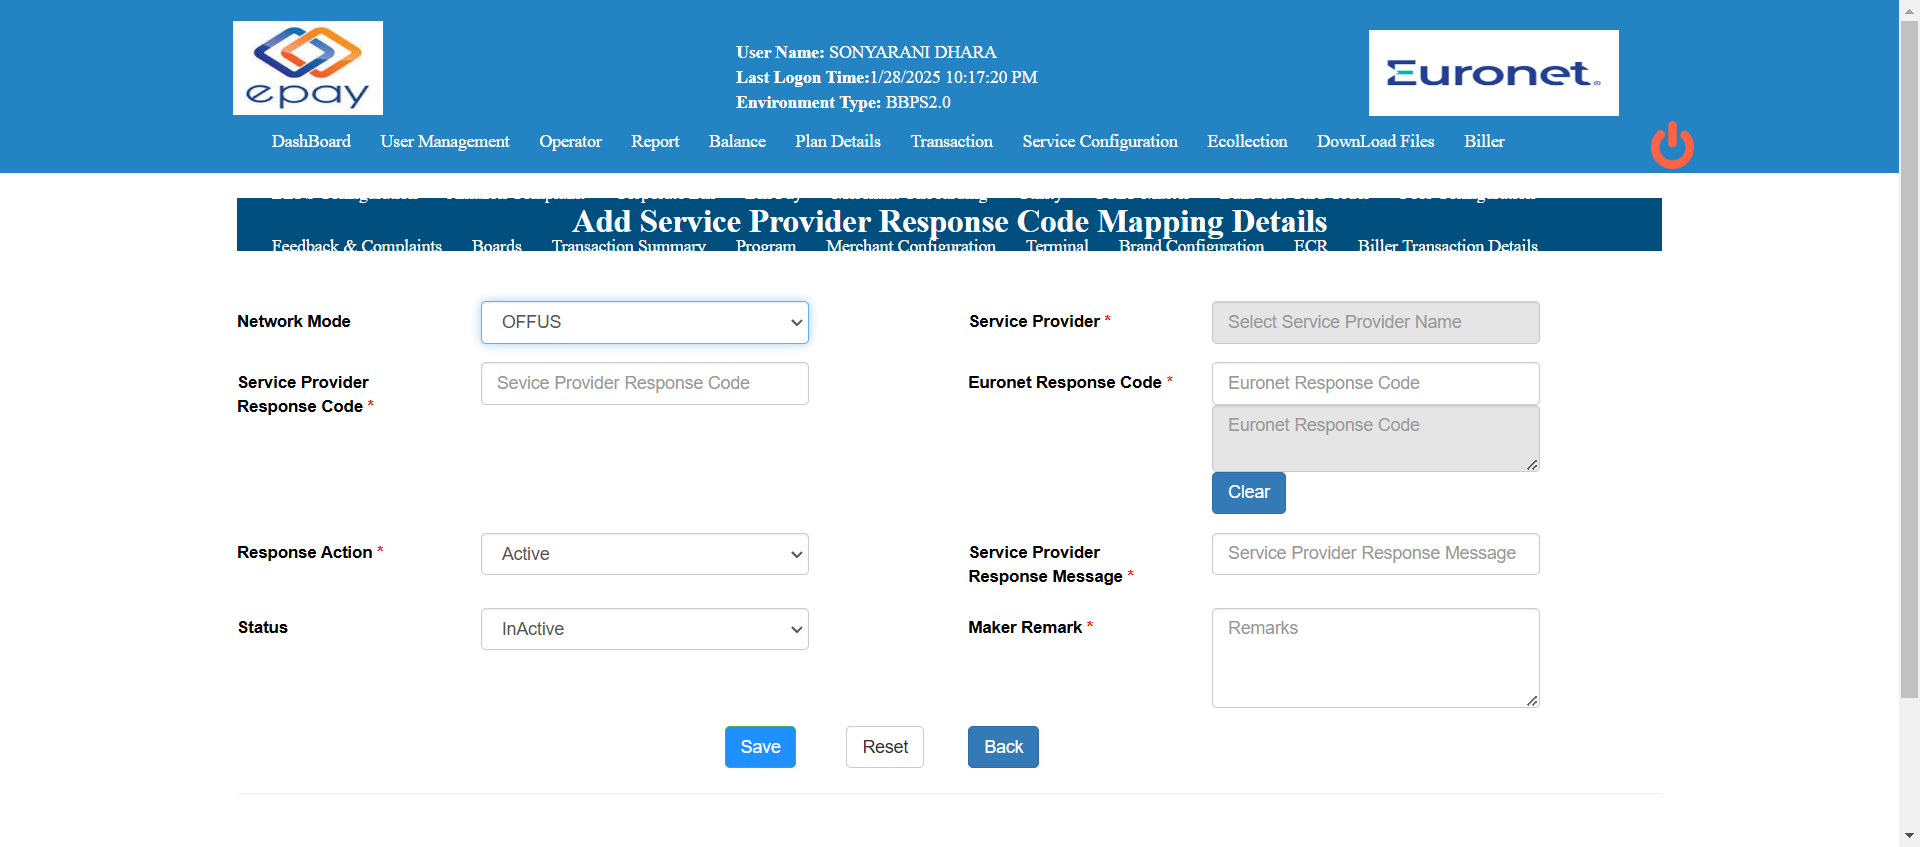 epay
User Name: SONYARANI DHARA
Last Logon Time:1/28/2025 10:17:20 PM
Environment Type: BBPS2.0
Euronet
DashBoard User Management Operator Report Balance Plan Details Transaction Service Configuration Ecollection DownLoad Files Biller
Add Service Provider Response Code Mapping Details
Feedback & Complaints Boards Transaction Summary Program Merchant Configuration Terminal Brand Configuration ECR Biller Transaction Details
Network Mode OFFUS Service Provider * Select Service Provider Name
Service Provider Response Code * Sevice Provider Response Code Euronet Response Code * Euronet Response Code
Euronet Response Code
Clear
Response Action * Active Service Provider Response Message * Service Provider Response Message
Status InActive Maker Remark * Remarks
Save Reset Back